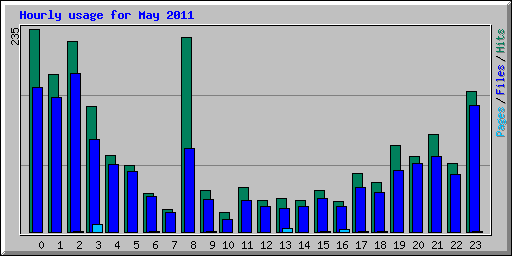 Hourly usage for May 2011
235
Pages/Files/Hits
0 1 2 3 4 5 6 7 8 9 10 11 12 13 14 15 16 17 18 19 20 21 22 23